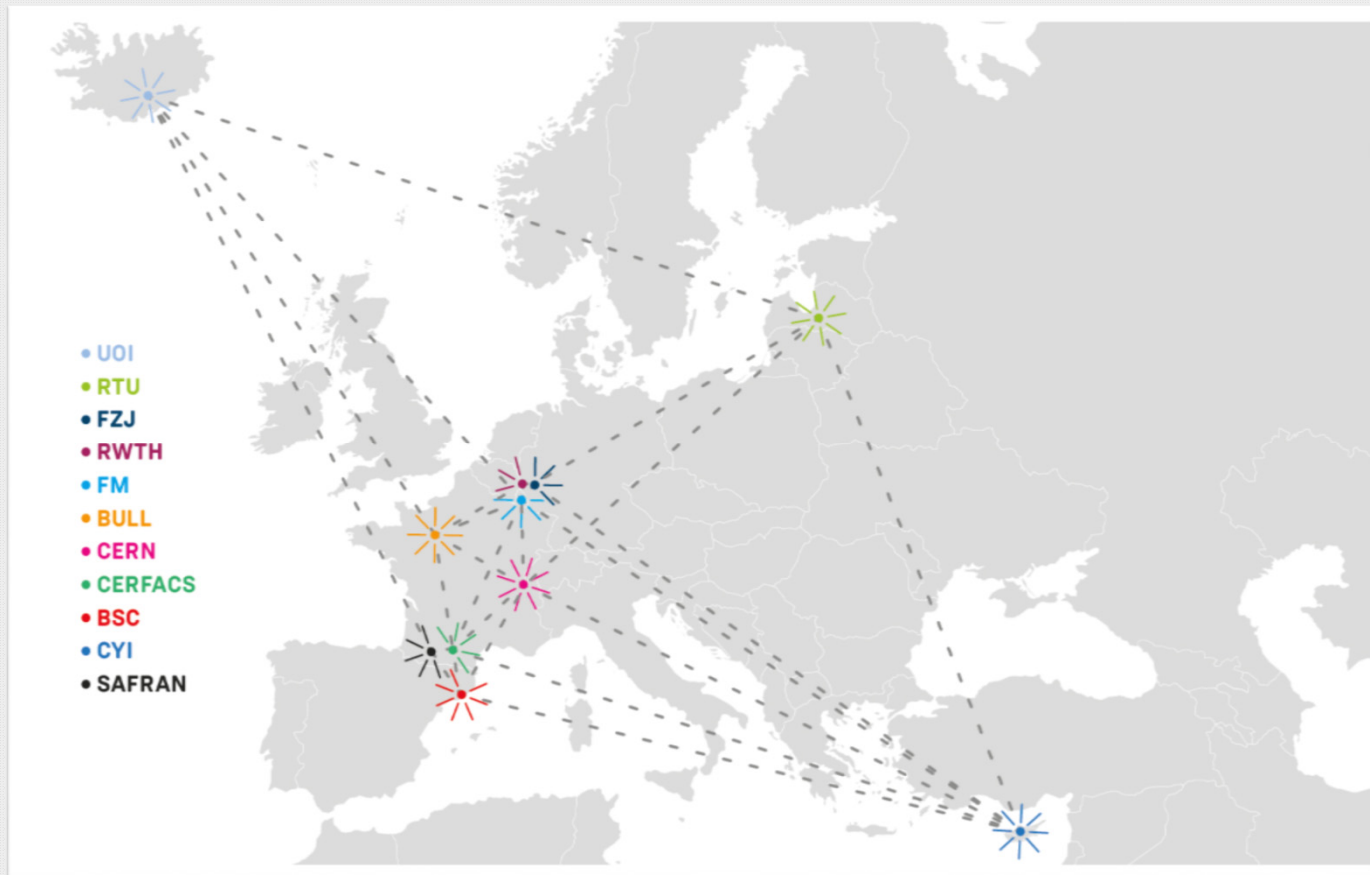 UOI
RTU
FZJ
RWTH
FM
BULL
CERN
CERFACS
BSC
CYI
SAFRAN